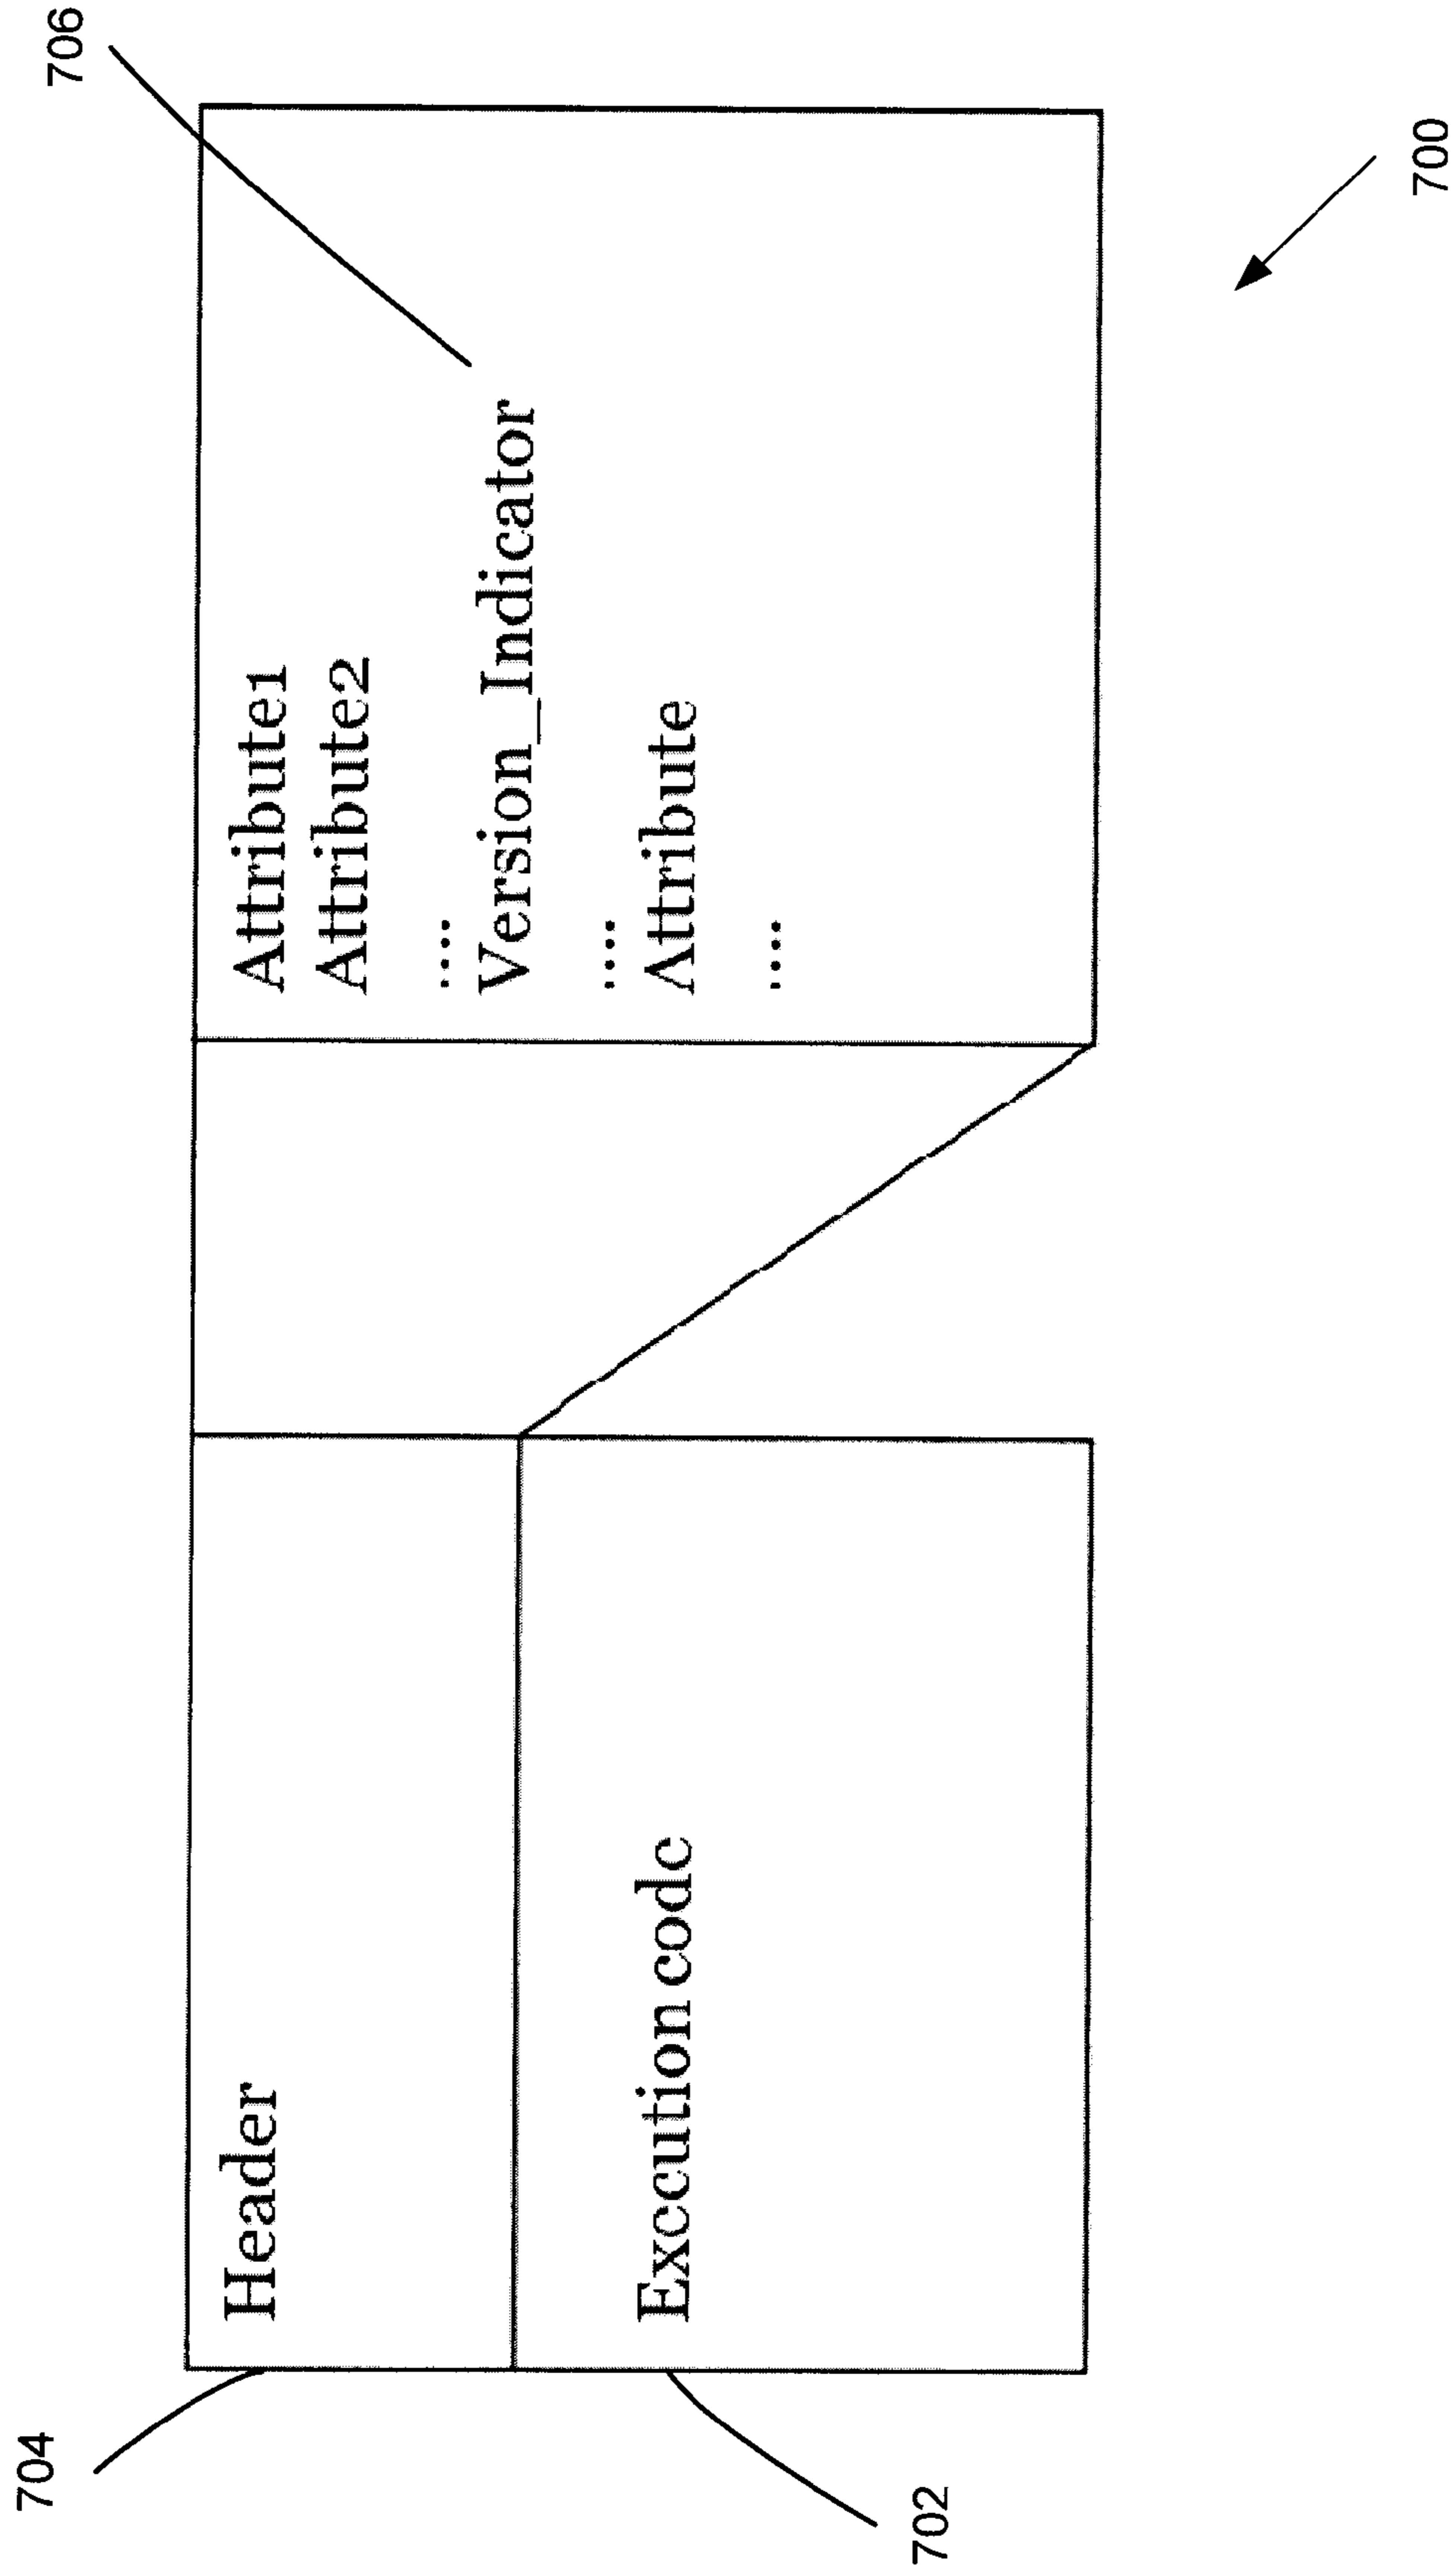 706
Attribute1
Attribute2
....
Version_Indicator
....
Attribute
....
700
704
Header
Execution code
702